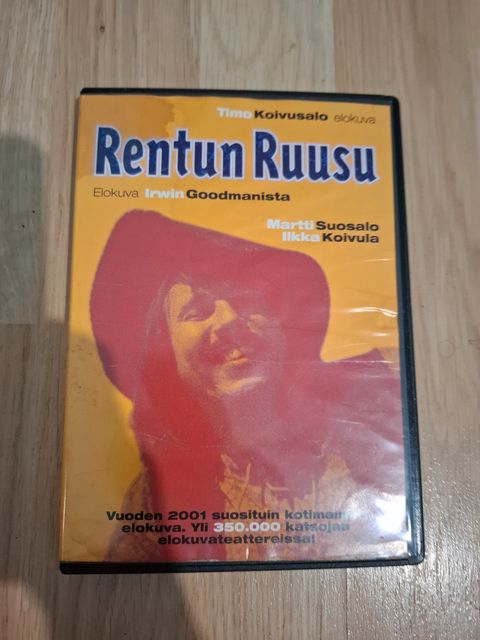 Timo Koivusalo elokuva
Rentun Ruusu
Elokuva Irwin Goodmanista
Martti Suosalo
Ilkka Koivula
Vuoden 2001 suosituin kotimainen
elokuva. Yli 350.000 katsojaa
elokuvateattereissa!